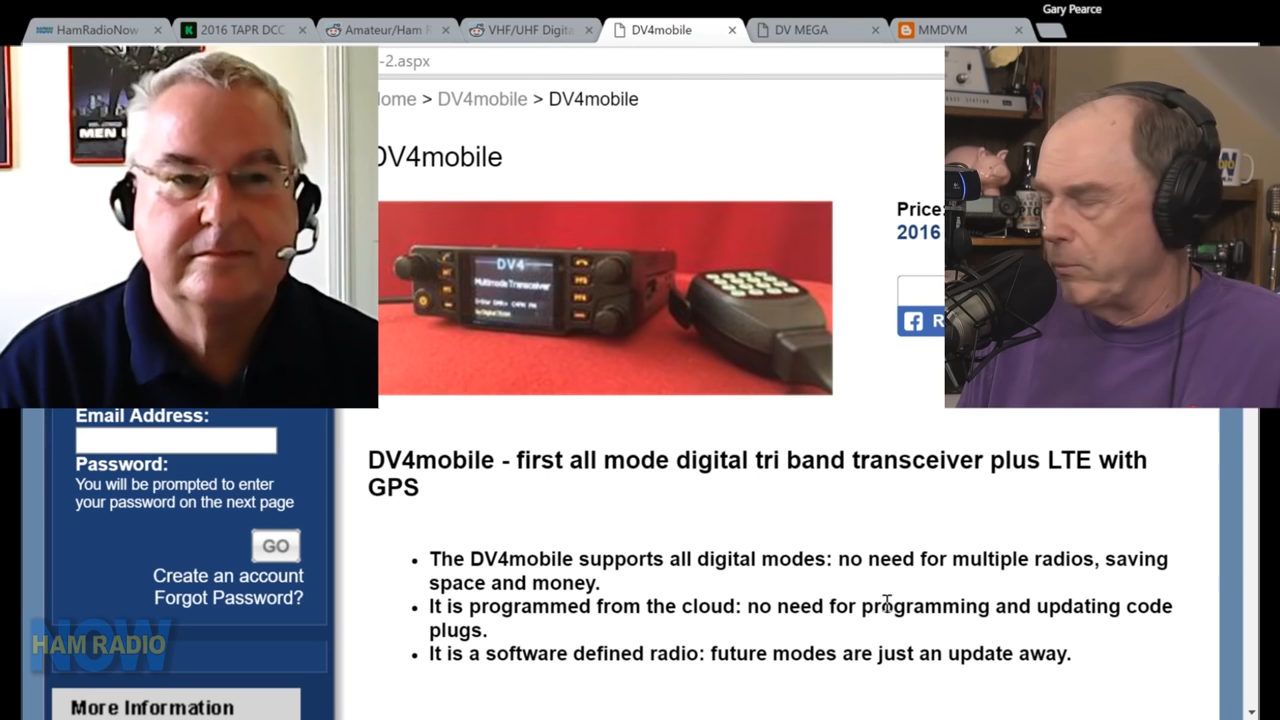 Gary Pearce
HamRadioNow
2016 TAPR DCC
Amateur/Ham R
VHF/UHF Digita
DV4mobile
DV MEGA
MMDVM
-2.aspx
ome > DV4mobile > DV4mobile
MEN I
DV4mobile
Price:
2016
DV4
Multimode Transceiver
R
Email Address:
Password:
You will be prompted to enter
your password on the next page
GO
Create an account
Forgot Password?
HAM RADIO
NOW
More Information
DV4mobile - first all mode digital tri band transceiver plus LTE with
GPS
• The DV4mobile supports all digital modes: no need for multiple radios, saving
space and money.
• It is programmed from the cloud: no need for programming and updating code
plugs.
• It is a software defined radio: future modes are just an update away.